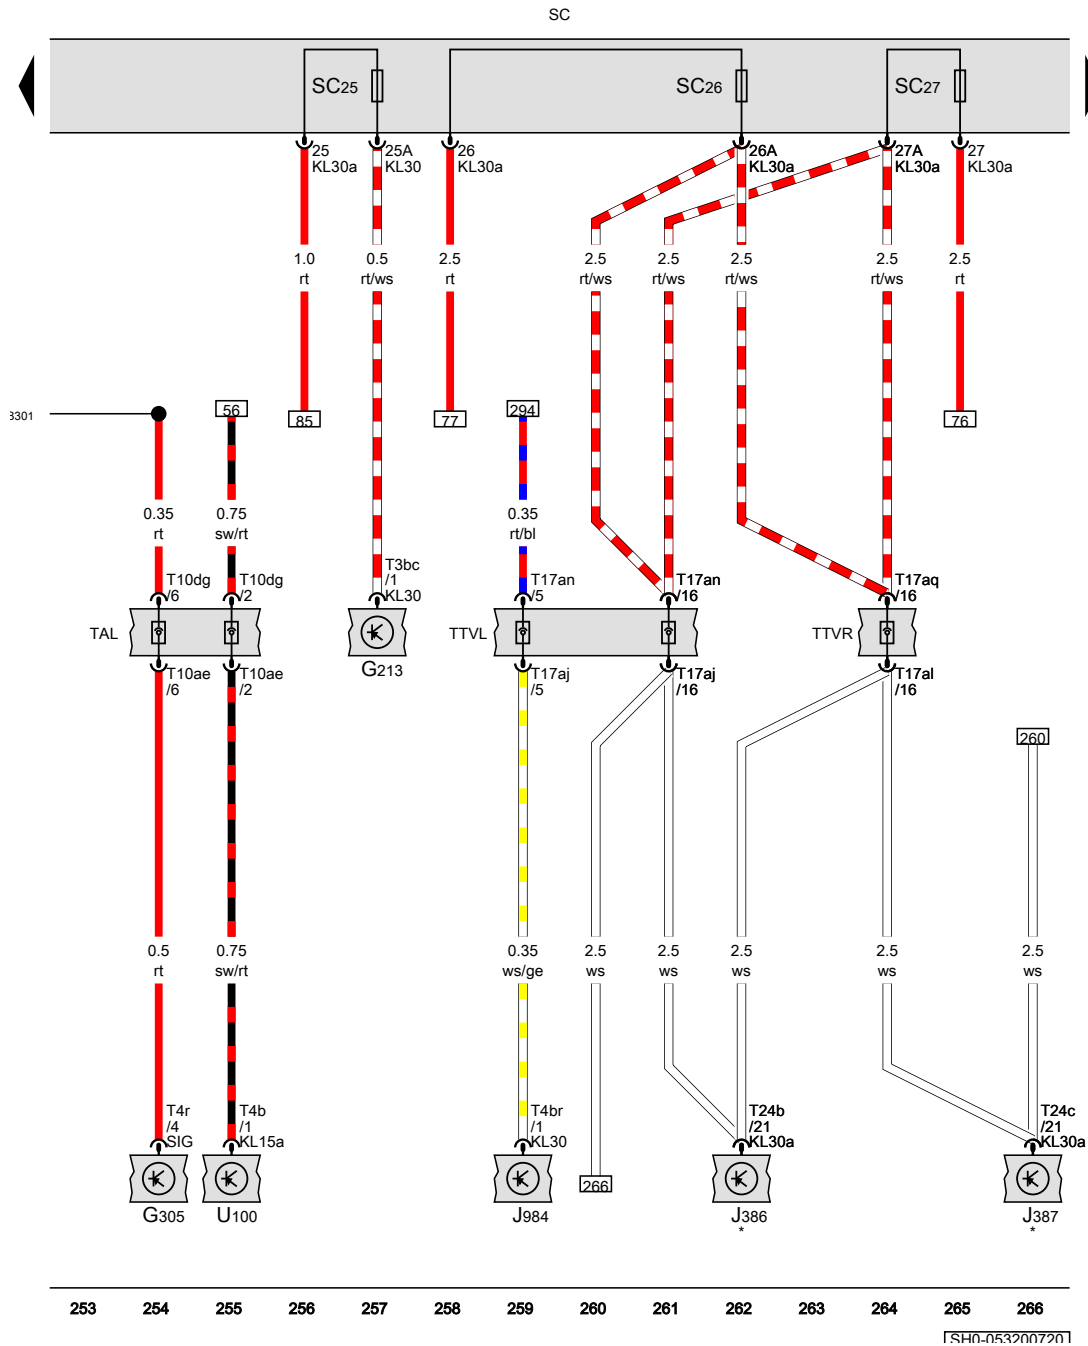 SC
SC25
SC26
SC27
25
KL30a
25A
KL30
26
KL30a
26A
KL30a
27A
KL30a
27
KL30a
1.0
rt
0.5
rt/ws
2.5
rt
2.5
rt/ws
2.5
rt/ws
2.5
rt/ws
2.5
rt/ws
2.5
rt
56
85
77
294
76
0.35
rt
0.75
sw/rt
0.35
rt/bl
T10dg
/6
T10dg
/2
T3bc
/1
KL30
T17an
/5
T17an
/16
T17aq
/16
TAL
TTVL
TTVR
G213
T10ae
/6
T10ae
/2
T17aj
/5
T17aj
/16
T17al
/16
260
0.5
rt
0.75
sw/rt
0.35
ws/ge
2.5
ws
2.5
ws
2.5
ws
2.5
ws
2.5
ws
T4r
/4
SIG
T4b
/1
KL15a
T4br
/1
KL30
T24b
/21
KL30a
T24c
/21
KL30a
266
G305
U100
J984
J386
*
J387
*
253 254 255 256 257 258 259 260 261 262 263 264 265 266
SH0-053200720